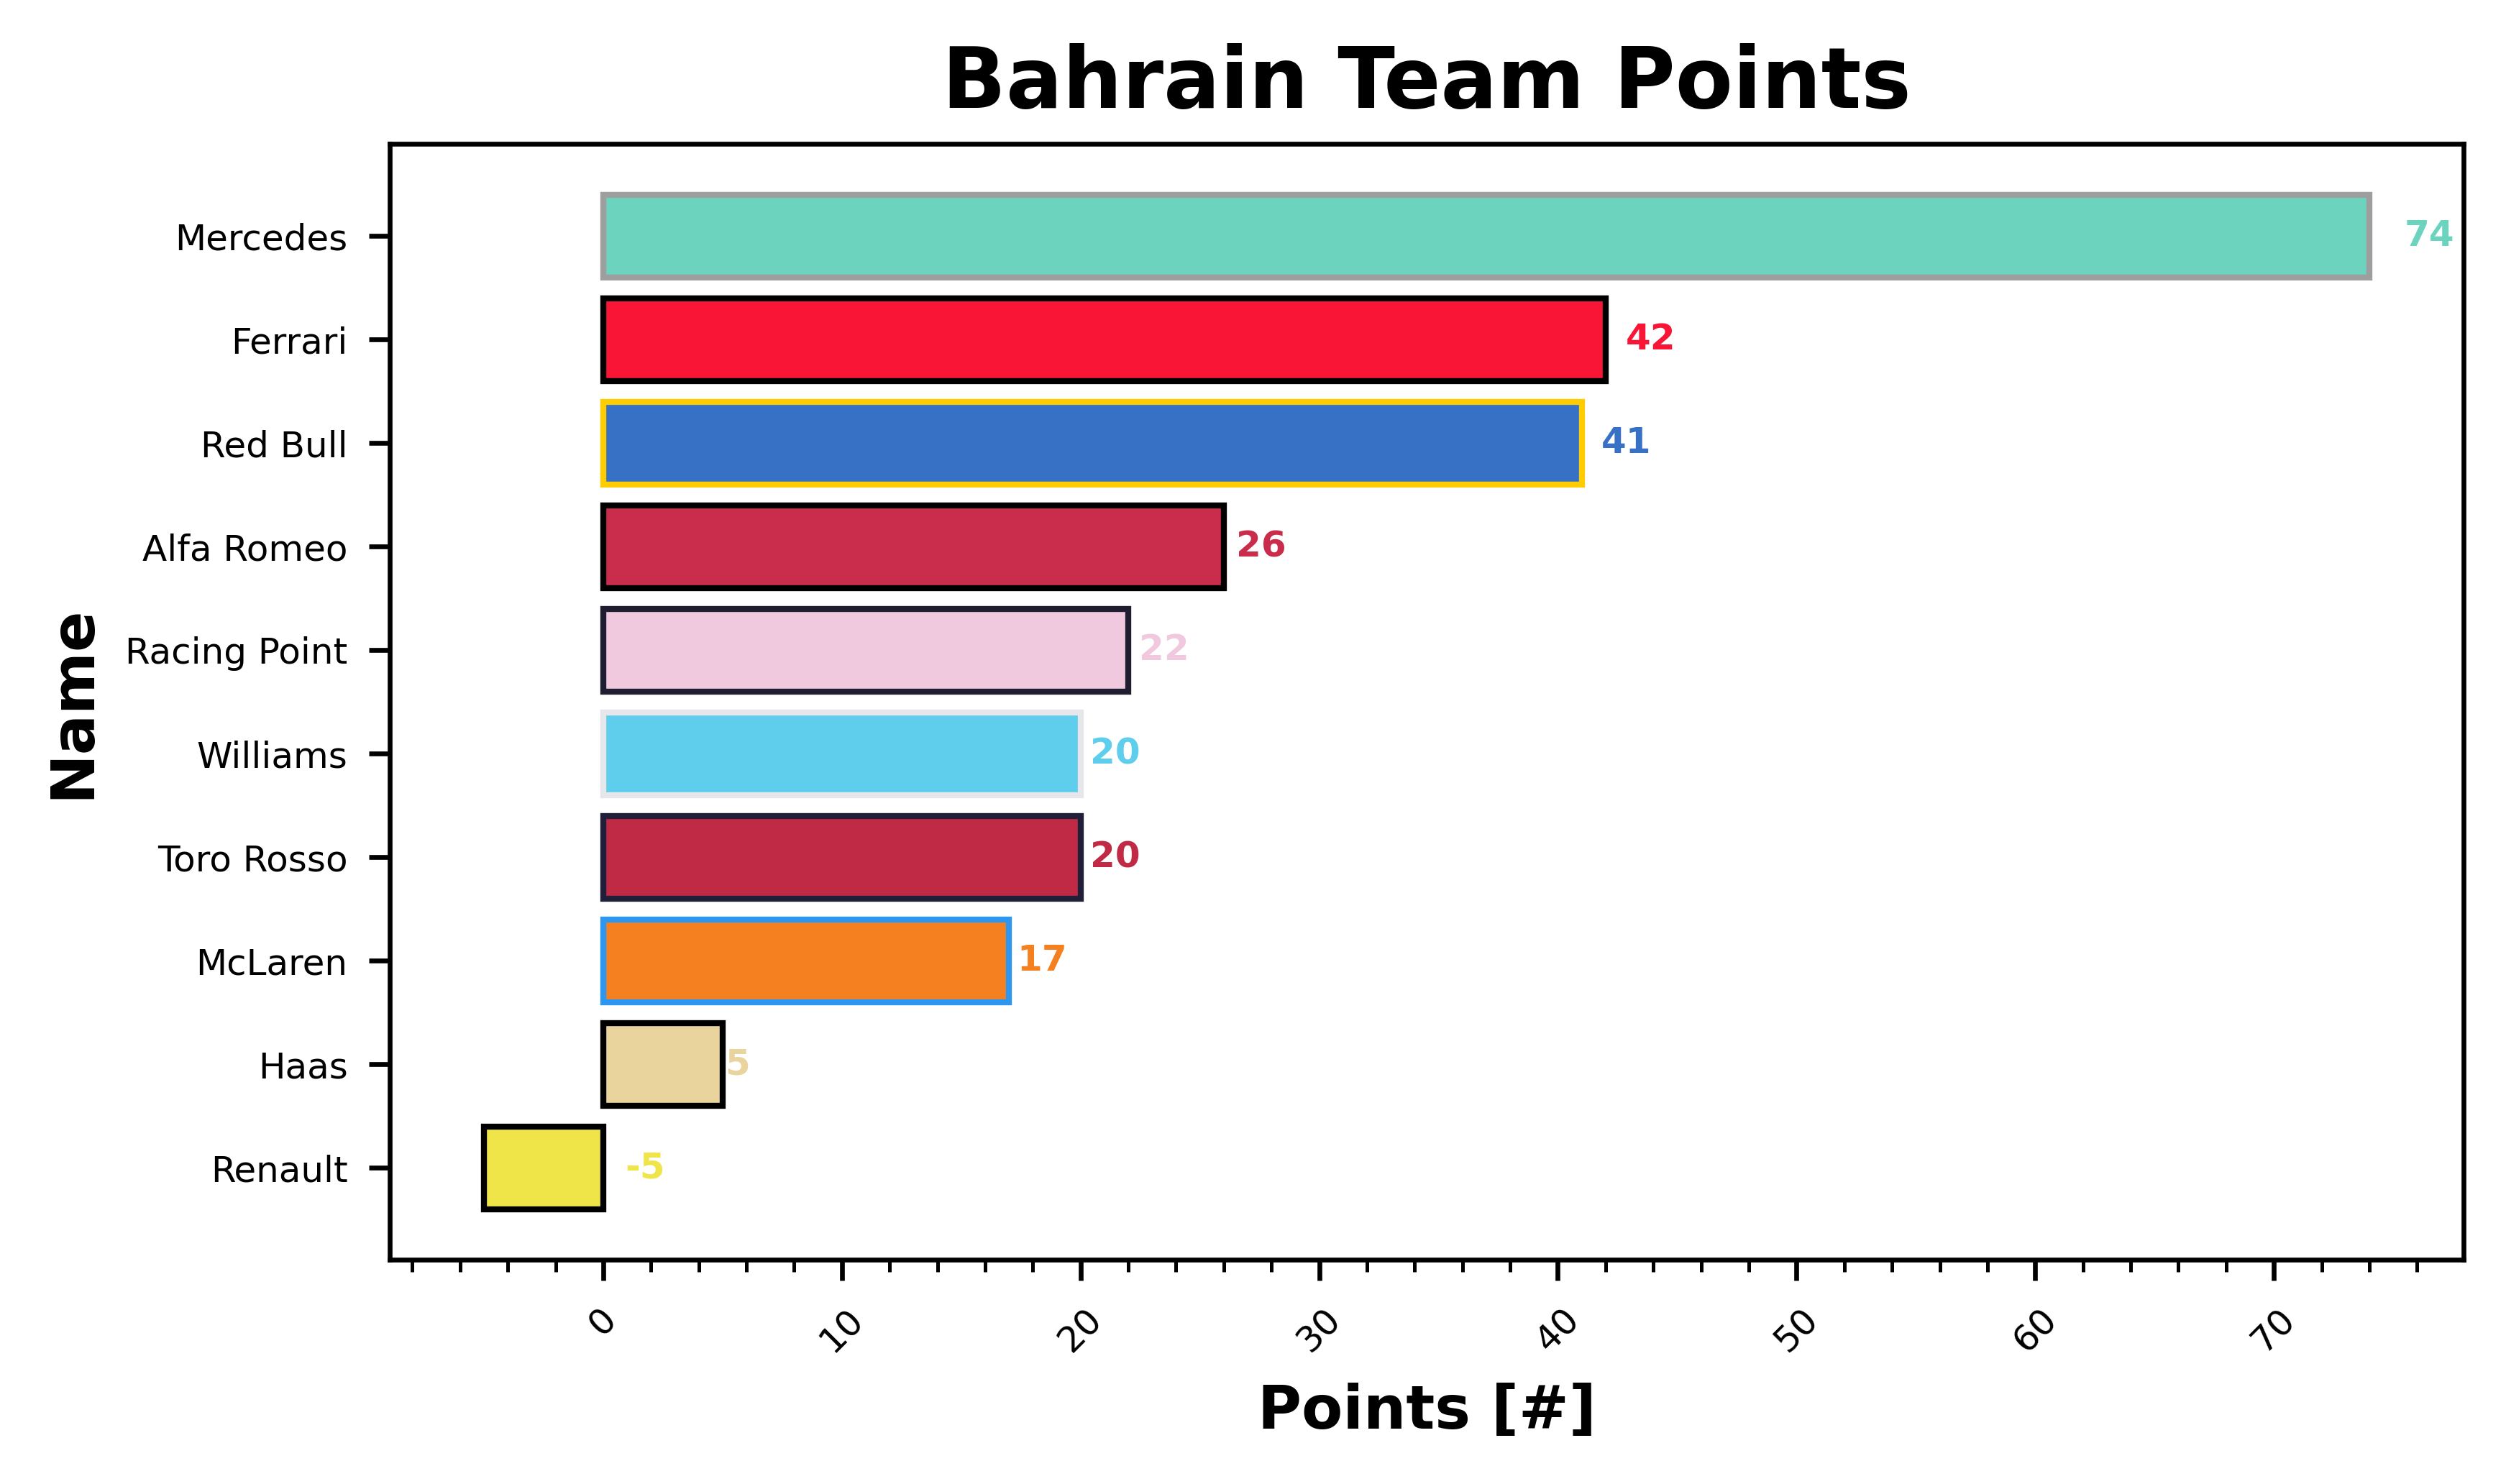 Bahrain Team Points
Name
Mercedes 74
Ferrari 42
Red Bull 41
Alfa Romeo 26
Racing Point 22
Williams 20
Toro Rosso 20
McLaren 17
Haas 5
Renault -5
0 10 20 30 40 50 60 70
Points [#]